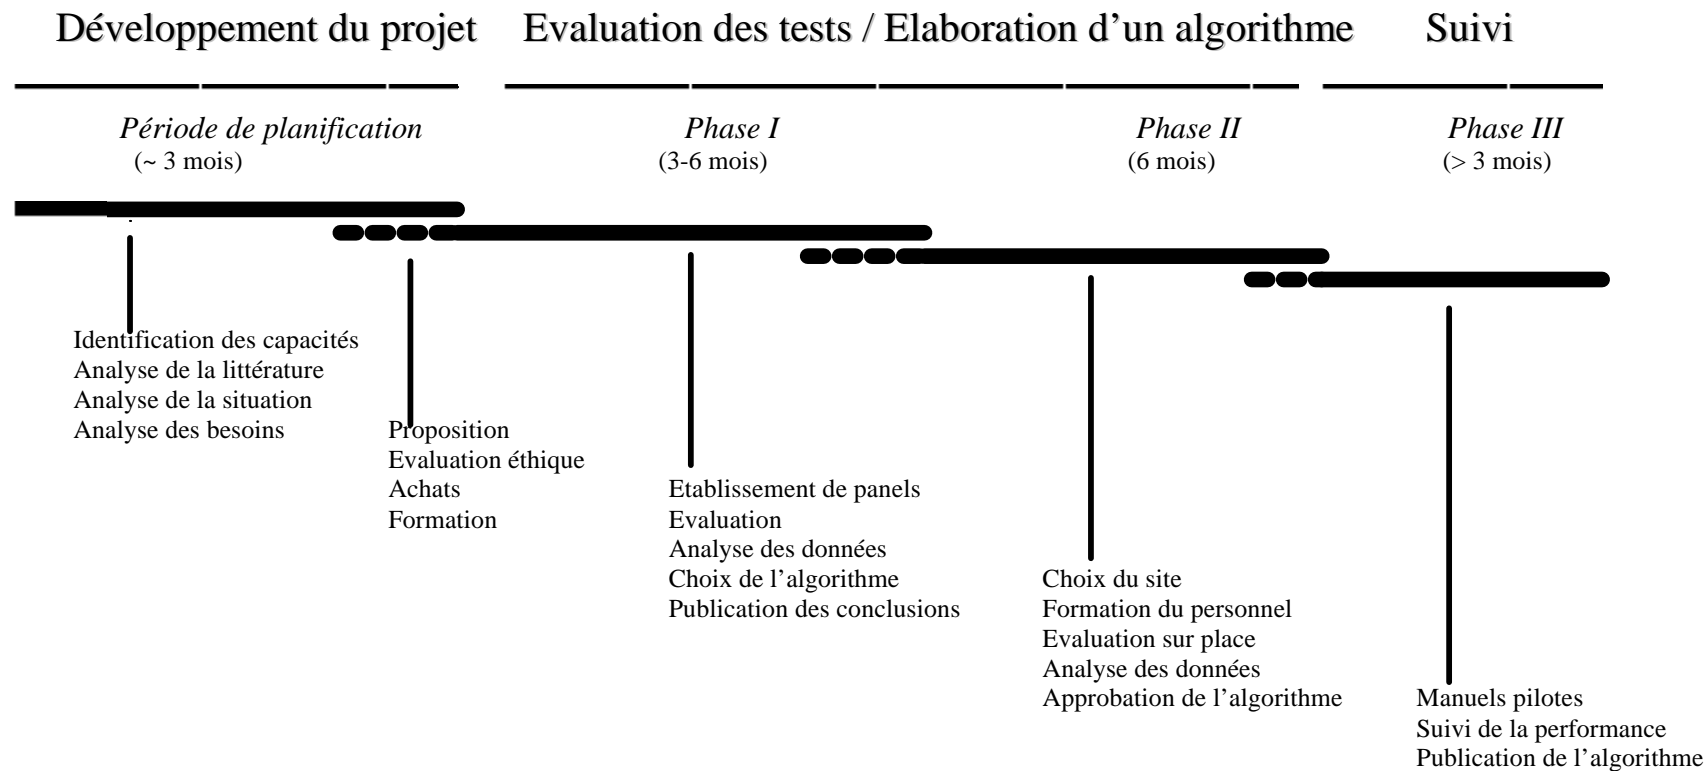 Développement du projet Evaluation des tests / Elaboration d’un algorithme Suivi
Période de planification Phase I Phase II Phase III
(~ 3 mois) (3-6 mois) (6 mois) (> 3 mois)
Identification des capacités
Analyse de la littérature
Analyse de la situation
Analyse des besoins
Proposition
Evaluation éthique
Achats
Formation
Etablissement de panels
Evaluation
Analyse des données
Choix de l’algorithme
Publication des conclusions
Choix du site
Formation du personnel
Evaluation sur place
Analyse des données
Approbation de l’algorithme
Manuels pilotes
Suivi de la performance
Publication de l’algorithme